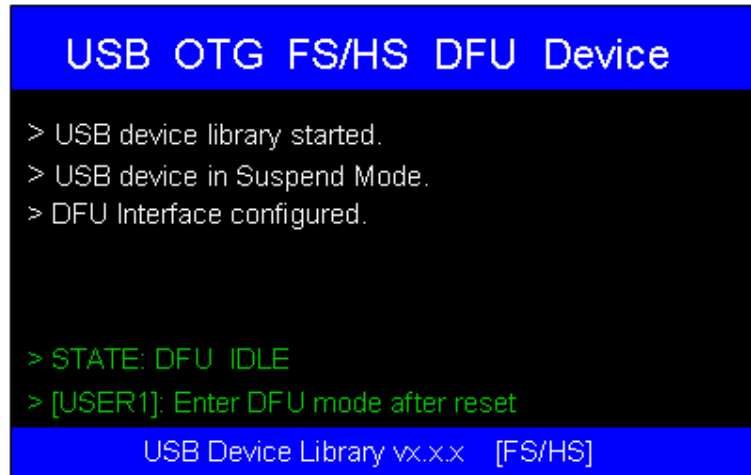 USB OTG FS/HS DFU Device
> USB device library started.
> USB device in Suspend Mode.
> DFU Interface configured.
> STATE: DFU IDLE
> [USER1]: Enter DFU mode after reset
USB Device Library vx.x.x [FS/HS]